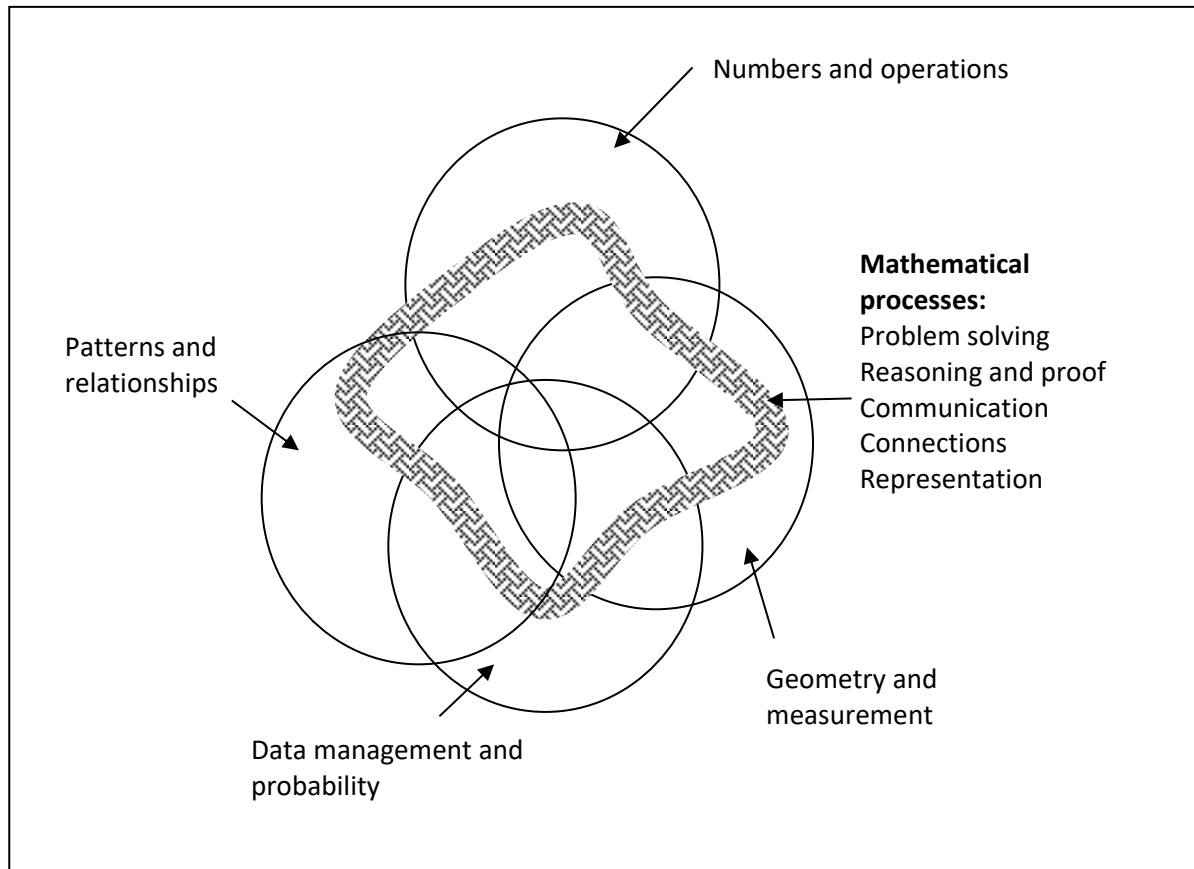 Numbers and operations
Mathematical
processes:
Problem solving
Reasoning and proof
Communication
Connections
Representation
Patterns and
relationships
Geometry and
measurement
Data management and
probability